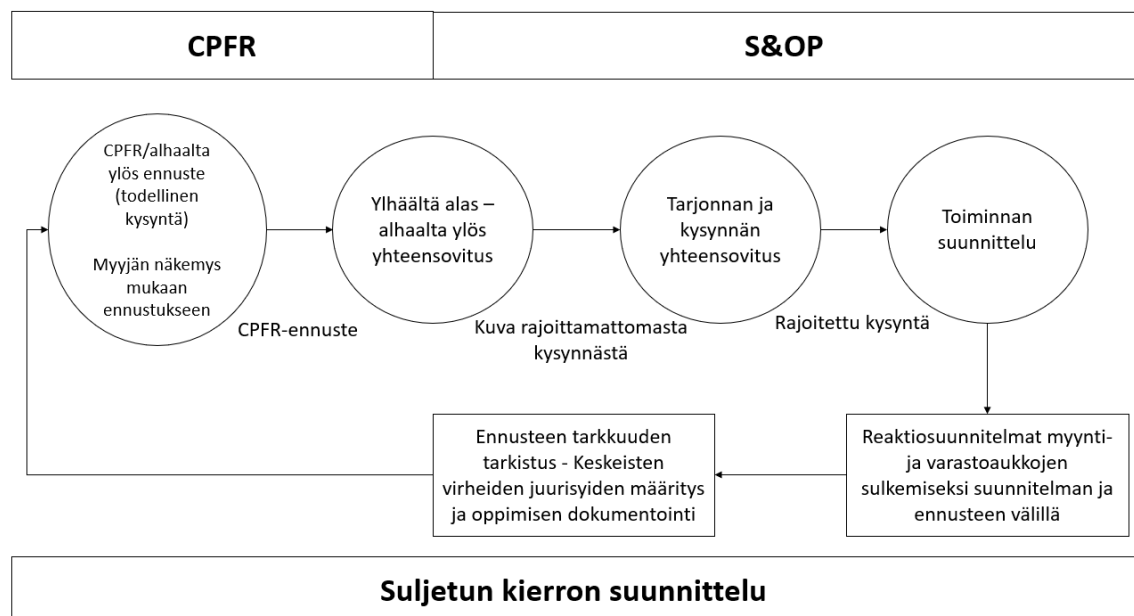 CPFR
S&OP
CPFR/alhaalta
ylös ennuste
(todellinen
kysyntä)
Myyjän näkemys
mukaan
ennustukseen
CPFR-ennuste
Ylhäältä alas –
alhaalta ylös
yhteensovitus
Kuva rajoittamattomasta
kysynnästä
Tarjonnan ja
kysynnän
yhteensovitus
Rajoitettu kysyntä
Toiminnan
suunnittelu
Reaktiosuunnitelmat myynti-
ja varastoaukkojen
sulkemiseksi suunnitelman ja
ennusteen välillä
Ennusteen tarkkuuden
tarkistus - Keskeisten
virheiden juurisyiden määritys
ja oppimisen dokumentointi
Suljetun kierron suunnittelu